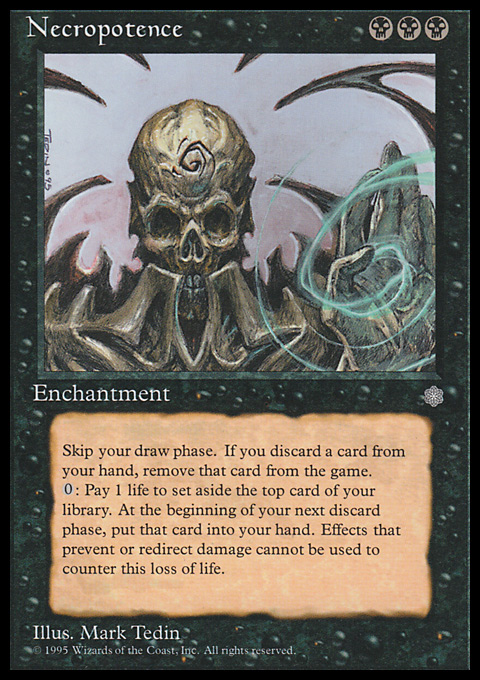 Necropotence
Enchantment
Skip your draw phase. If you discard a card from
your hand, remove that card from the game.
0: Pay 1 life to set aside the top card of your
library. At the beginning of your next discard
phase, put that card into your hand. Effects that
prevent or redirect damage cannot be used to
counter this loss of life.
Illus. Mark Tedin
© 1995 Wizards of the Coast, Inc. All rights reserved.